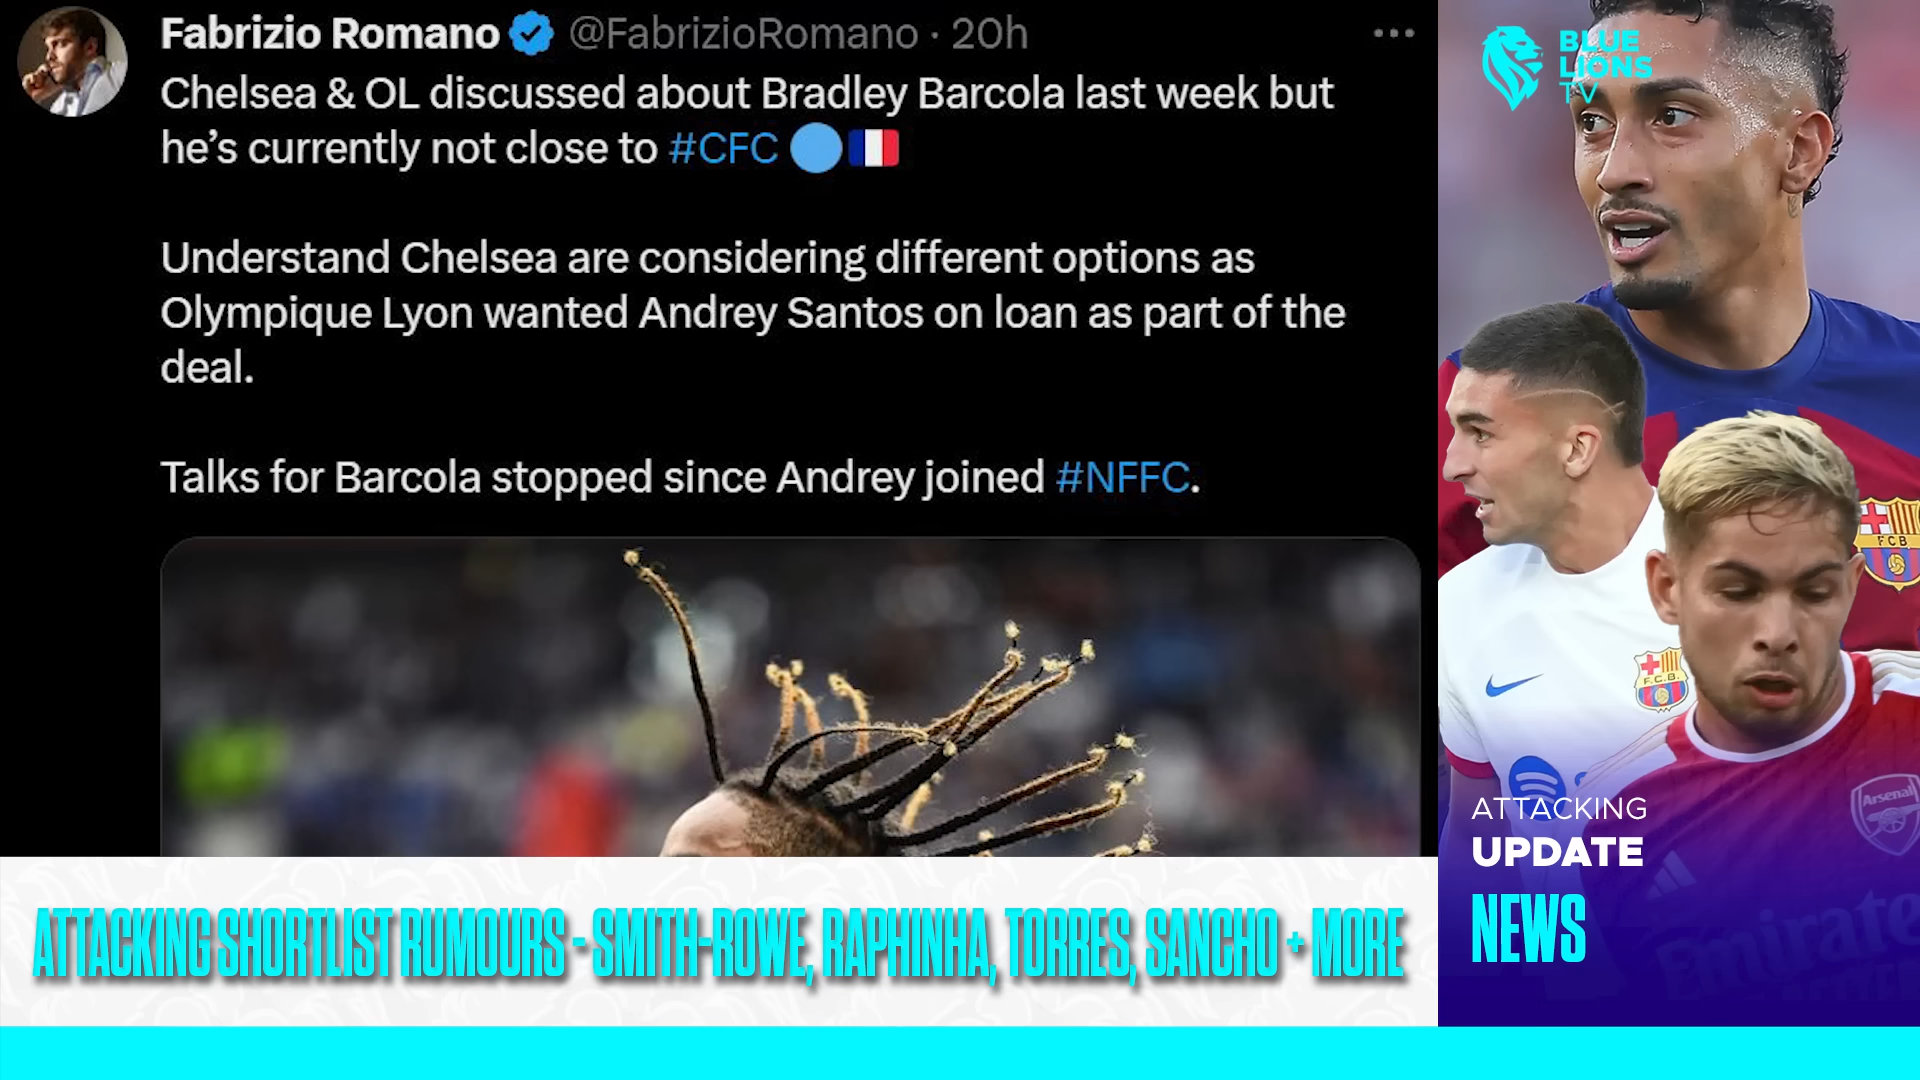 Fabrizio Romano @FabrizioRomano · 20h
Chelsea & OL discussed about Bradley Barcola last week but
he's currently not close to #CFC
Understand Chelsea are considering different options as
Olympique Lyon wanted Andrey Santos on loan as part of the
deal.
Talks for Barcola stopped since Andrey joined #NFFC.
ATTACKING SHORTLIST RUMOURS - SMITH-ROWE, RAPHINHA, TORRES, SANCHO + MORE
BLUE
LIONS
TV
FCB
F.C.B.
Arsenal
Emirates
ATTACKING
UPDATE
NEWS